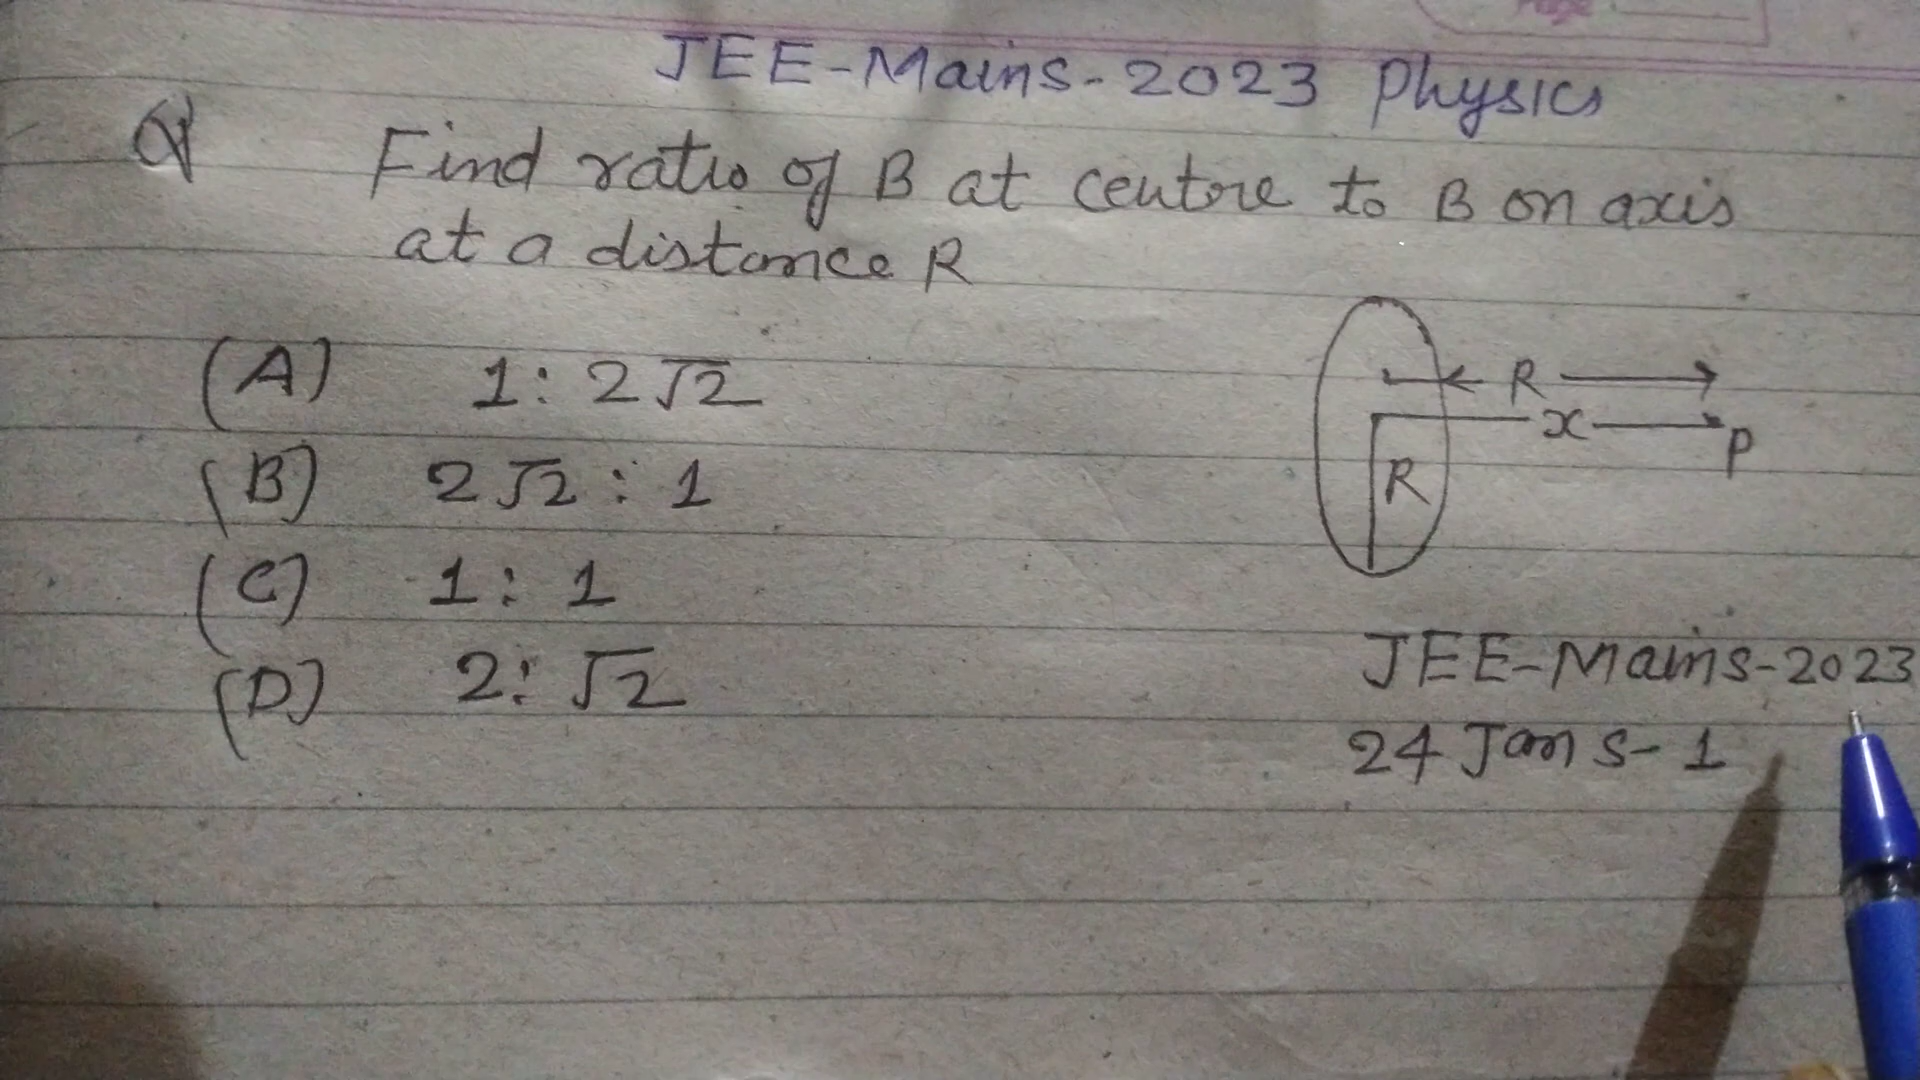 Page
JEE-Mains-2023 Physics
Q Find ratio of B at centre to B on axis
at a distance R
(A) 1:2√2
(B) 2√2:1
(C) 1:1
(D) 2:√2
R
x
P
R
JEE-Mains-2023
24 Jan S-1